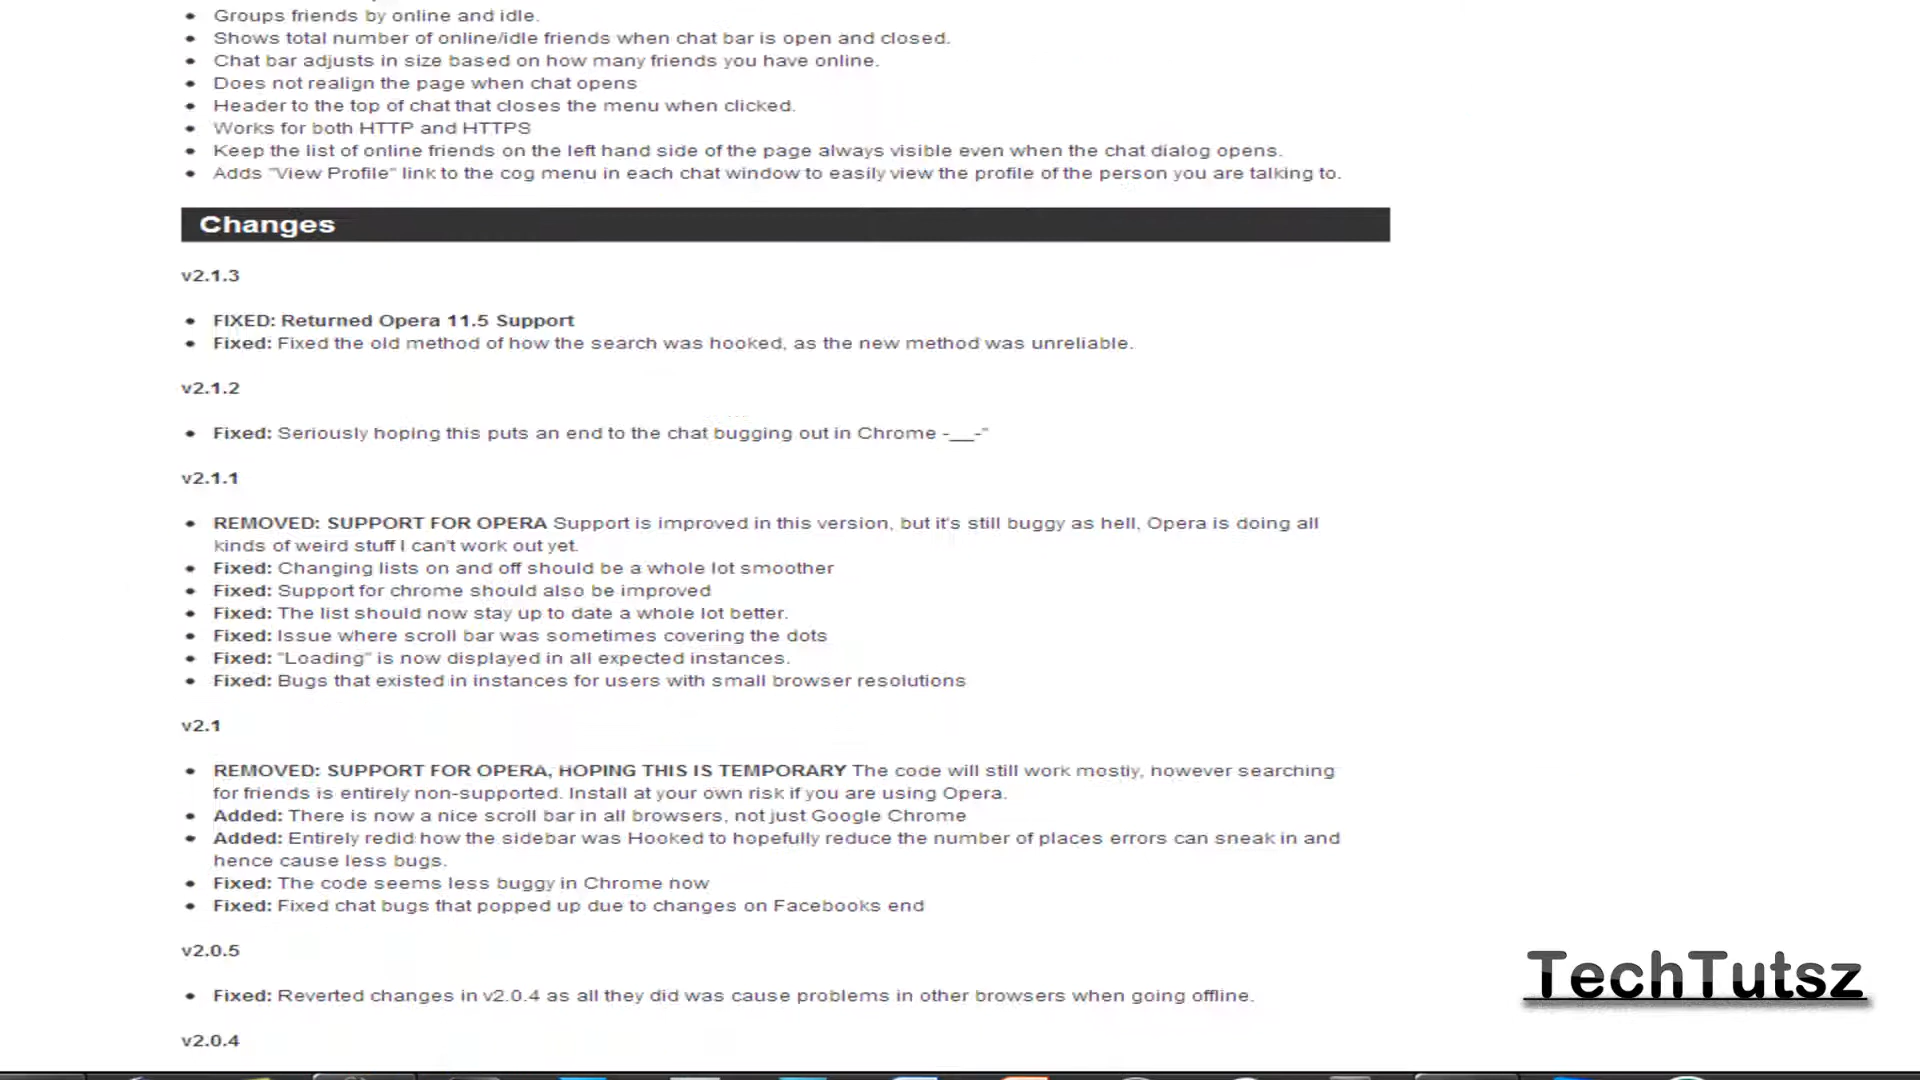 Groups friends by online and idle.
Shows total number of online/idle friends when chat bar is open and closed.
Chat bar adjusts in size based on how many friends you have online.
Does not realign the page when chat opens
Header to the top of chat that closes the menu when clicked.
Works for both HTTP and HTTPS
Keep the list of online friends on the left hand side of the page always visible even when the chat dialog opens.
Adds "View Profile" link to the cog menu in each chat window to easily view the profile of the person you are talking to.
Changes
v2.1.3
FIXED: Returned Opera 11.5 Support
Fixed: Fixed the old method of how the search was hooked, as the new method was unreliable.
v2.1.2
Fixed: Seriously hoping this puts an end to the chat bugging out in Chrome -__-"
v2.1.1
REMOVED: SUPPORT FOR OPERA Support is improved in this version, but it's still buggy as hell, Opera is doing all
kinds of weird stuff I can't work out yet.
Fixed: Changing lists on and off should be a whole lot smoother
Fixed: Support for chrome should also be improved
Fixed: The list should now stay up to date a whole lot better.
Fixed: Issue where scroll bar was sometimes covering the dots
Fixed: "Loading" is now displayed in all expected instances.
Fixed: Bugs that existed in instances for users with small browser resolutions
v2.1
REMOVED: SUPPORT FOR OPERA, HOPING THIS IS TEMPORARY The code will still work mostly, however searching
for friends is entirely non-supported. Install at your own risk if you are using Opera.
Added: There is now a nice scroll bar in all browsers, not just Google Chrome
Added: Entirely redid how the sidebar was Hooked to hopefully reduce the number of places errors can sneak in and
hence cause less bugs.
Fixed: The code seems less buggy in Chrome now
Fixed: Fixed chat bugs that popped up due to changes on Facebooks end
v2.0.5
Fixed: Reverted changes in v2.0.4 as all they did was cause problems in other browsers when going offline.
v2.0.4
TechTutsz